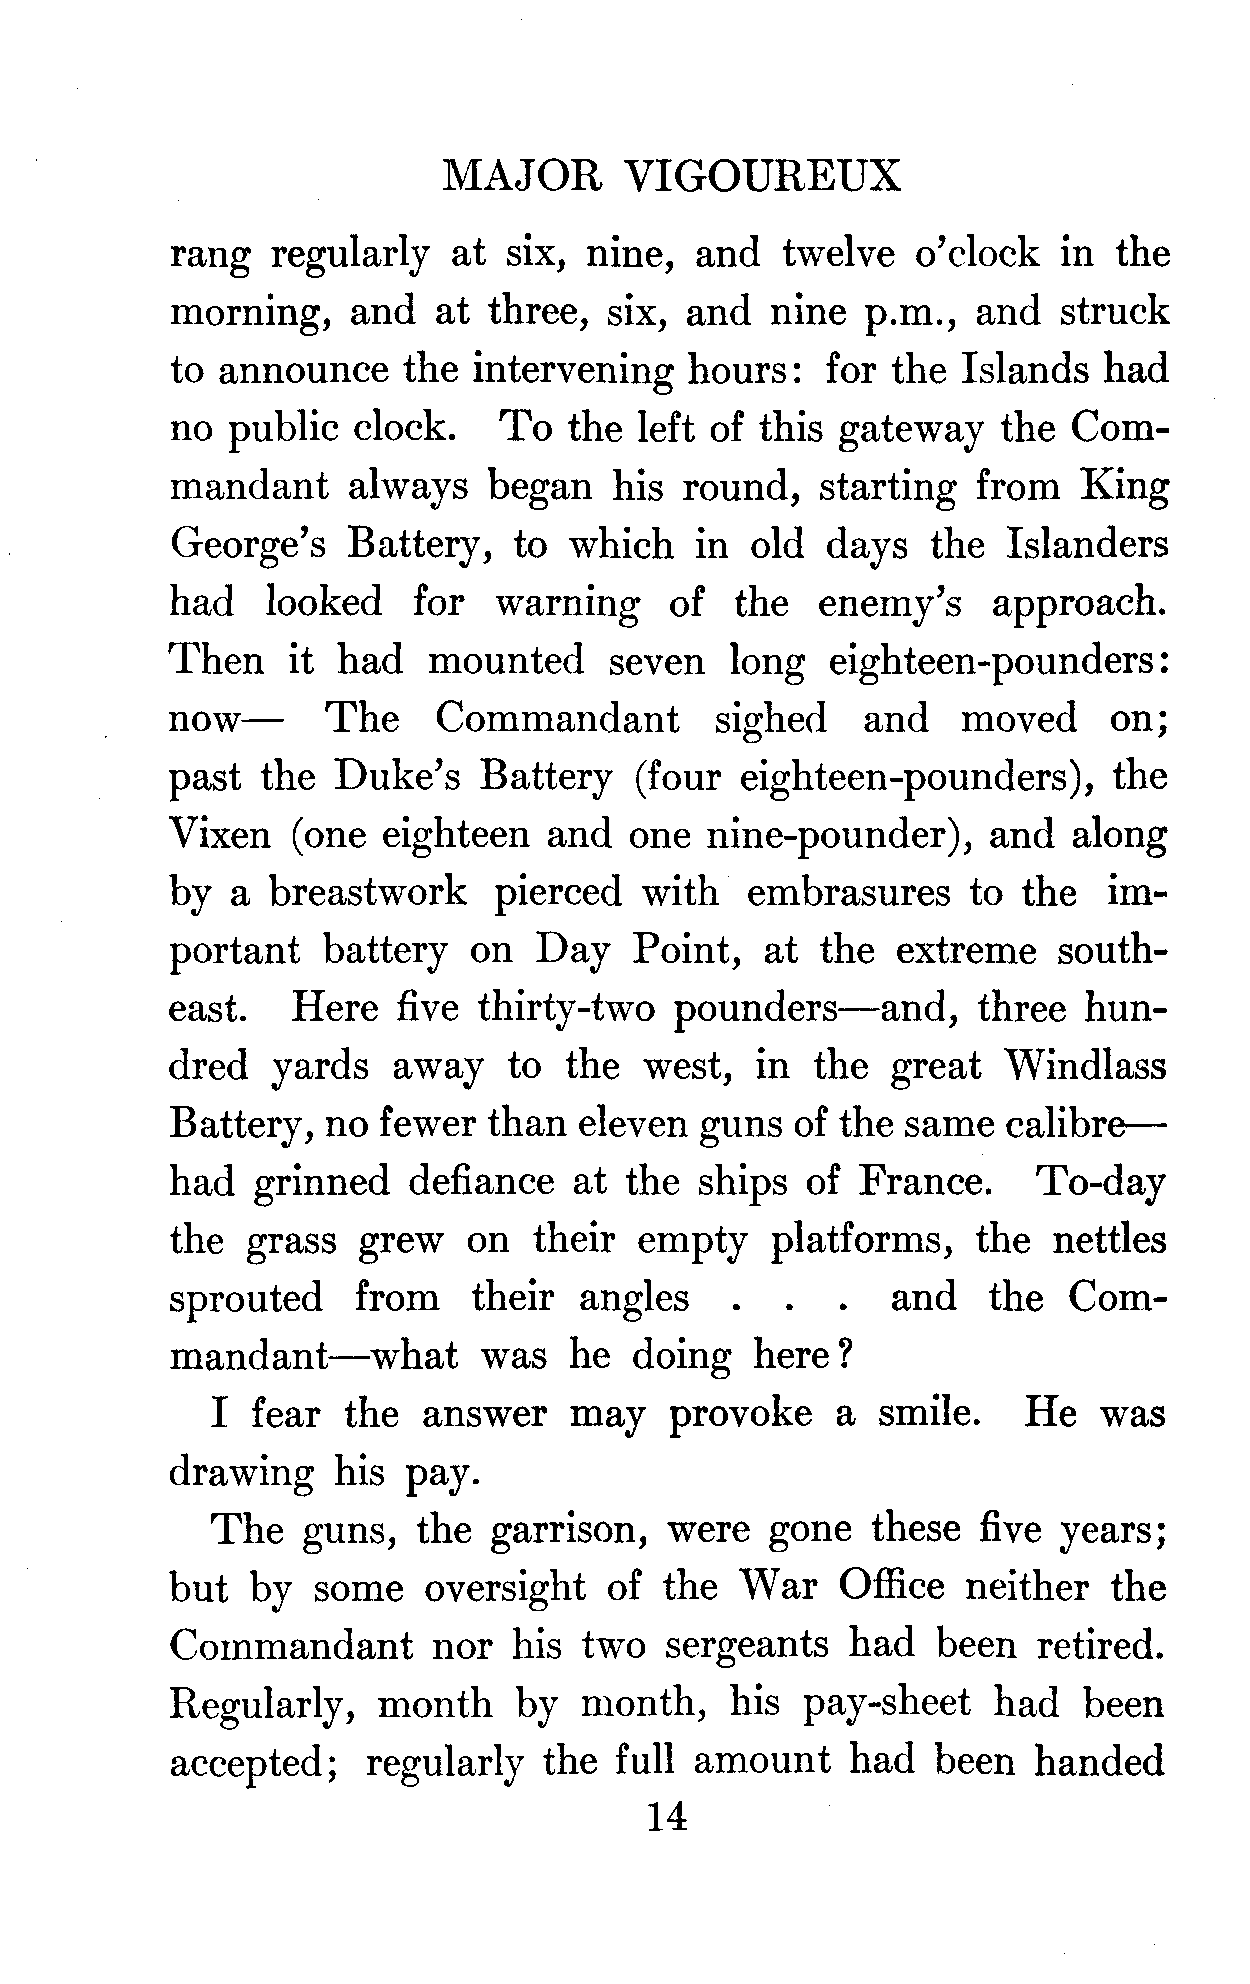 MAJOR VIGOUREUX
rang regularly at six, nine, and twelve o'clock in the
morning, and at three, six, and nine p.m., and struck
to announce the intervening hours: for the Islands had
no public clock. To the left of this gateway the Com-
mandant always began his round, starting from King
George's Battery, to which in old days the Islanders
had looked for warning of the enemy's approach.
Then it had mounted seven long eighteen-pounders:
now— The Commandant sighed and moved on;
past the Duke's Battery (four eighteen-pounders), the
Vixen (one eighteen and one nine-pounder), and along
by a breastwork pierced with embrasures to the im-
portant battery on Day Point, at the extreme south-
east. Here five thirty-two pounders—and, three hun-
dred yards away to the west, in the great Windlass
Battery, no fewer than eleven guns of the same calibre—
had grinned defiance at the ships of France. To-day
the grass grew on their empty platforms, the nettles
sprouted from their angles . . . and the Com-
mandant—what was he doing here?
I fear the answer may provoke a smile. He was
drawing his pay.
The guns, the garrison, were gone these five years;
but by some oversight of the War Office neither the
Commandant nor his two sergeants had been retired.
Regularly, month by month, his pay-sheet had been
accepted; regularly the full amount had been handed
14